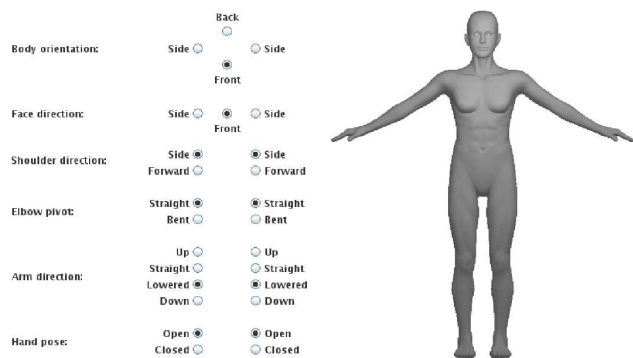 Back
Body orientation: Side Side
Front
Face direction: Side Side
Front
Shoulder direction: Side Side
Forward Forward
Elbow pivot: Straight Straight
Bent Bent
Up Up
Straight Straight
Arm direction: Lowered Lowered
Down Down
Hand pose: Open Open
Closed Closed